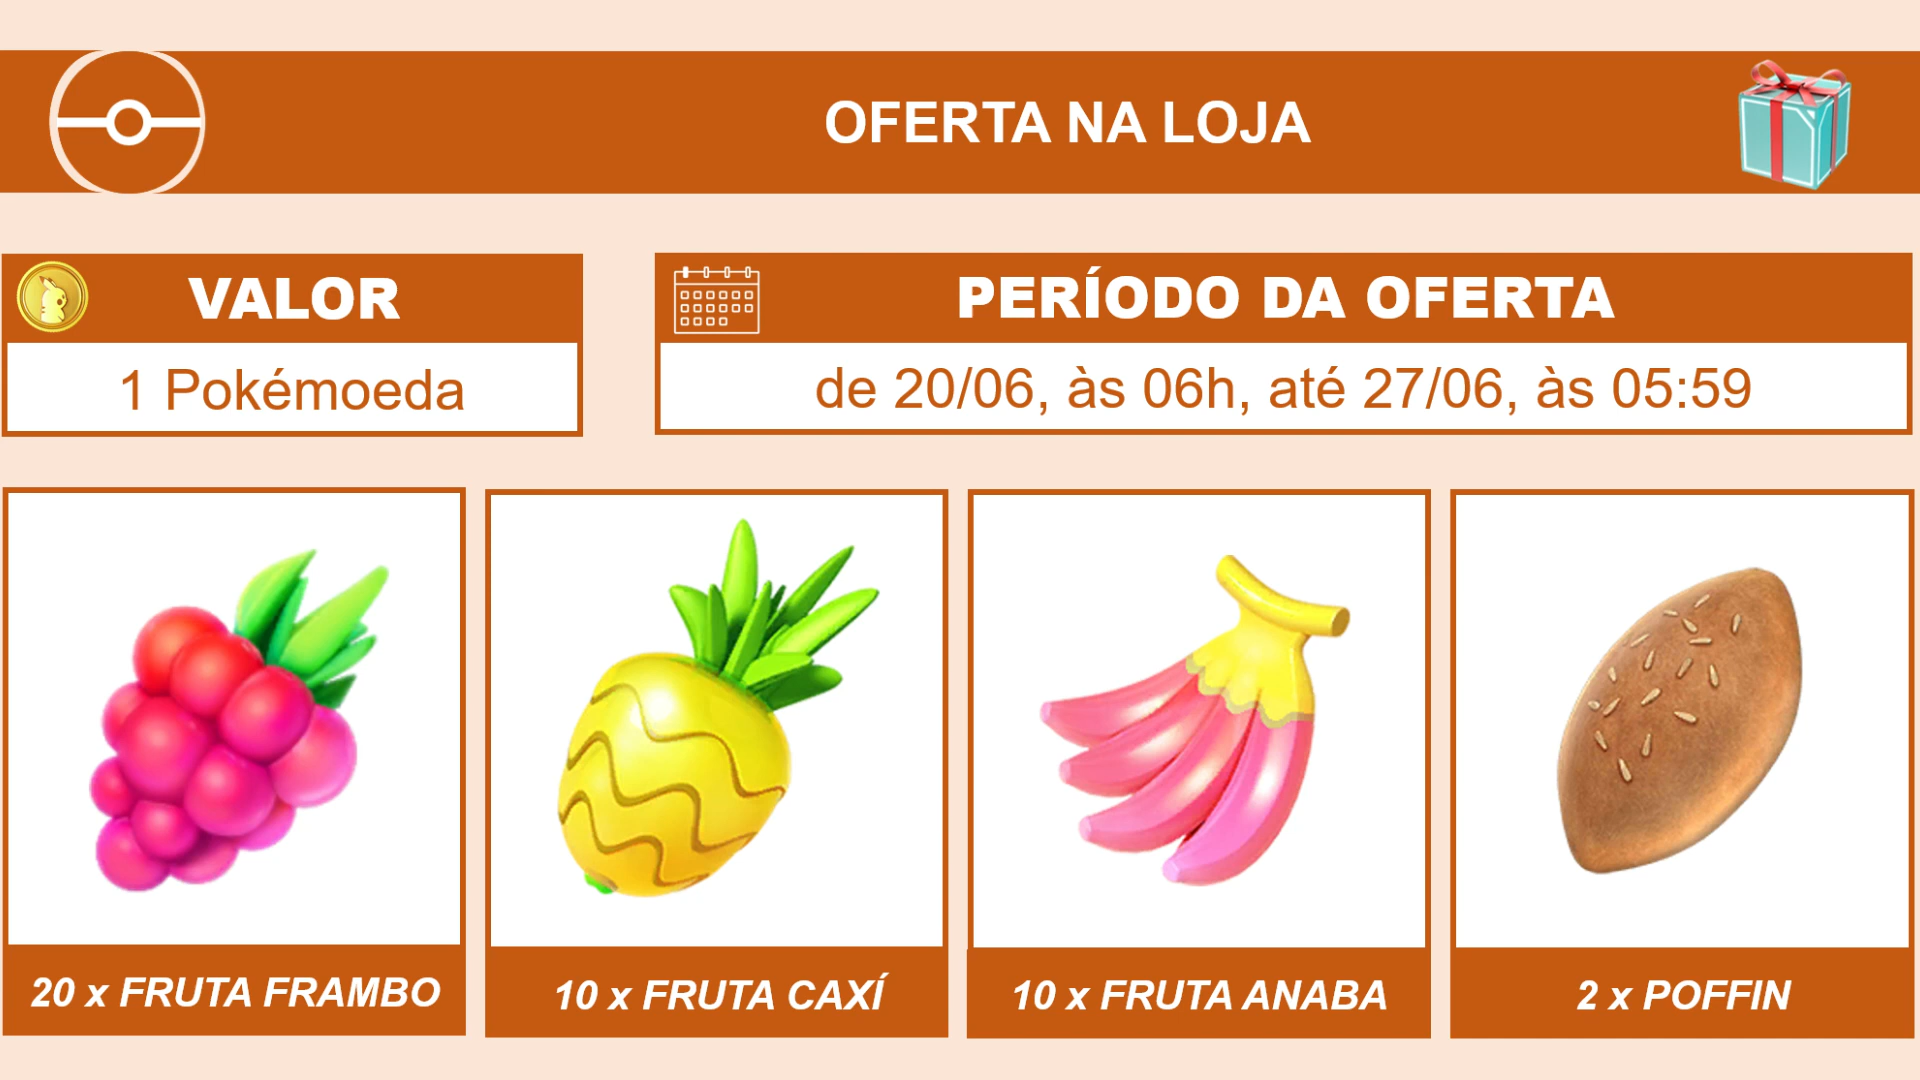 OFERTA NA LOJA
VALOR
1 Pokémoeda
PERÍODO DA OFERTA
de 20/06, às 06h, até 27/06, às 05:59
20 x FRUTA FRAMBO
10 x FRUTA CAXÍ
10 x FRUTA ANABA
2 x POFFIN